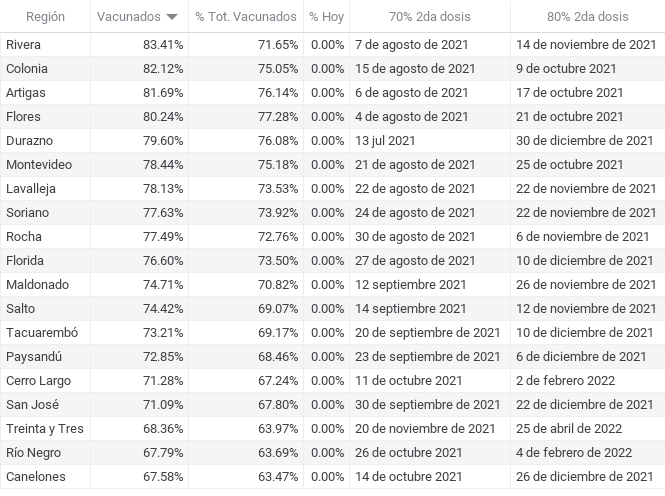 Región Vacunados % Tot. Vacunados % Hoy 70% 2da dosis 80% 2da dosis
Rivera 83.41% 71.65% 0.00% 7 de agosto de 2021 14 de noviembre de 2021
Colonia 82.12% 75.05% 0.00% 15 de agosto de 2021 9 de octubre 2021
Artigas 81.69% 76.14% 0.00% 6 de agosto de 2021 17 de octubre 2021
Flores 80.24% 77.28% 0.00% 4 de agosto de 2021 21 de octubre 2021
Durazno 79.60% 76.08% 0.00% 13 jul 2021 30 de diciembre de 2021
Montevideo 78.44% 75.18% 0.00% 21 de agosto de 2021 25 de octubre 2021
Lavalleja 78.13% 73.53% 0.00% 22 de agosto de 2021 22 de noviembre de 2021
Soriano 77.63% 73.92% 0.00% 24 de agosto de 2021 22 de noviembre de 2021
Rocha 77.49% 72.76% 0.00% 30 de agosto de 2021 6 de noviembre de 2021
Florida 76.60% 73.50% 0.00% 27 de agosto de 2021 10 de diciembre de 2021
Maldonado 74.71% 70.82% 0.00% 12 septiembre 2021 26 de noviembre de 2021
Salto 74.42% 69.07% 0.00% 14 septiembre 2021 12 de noviembre de 2021
Tacuarembó 73.21% 69.17% 0.00% 20 de septiembre de 2021 10 de diciembre de 2021
Paysandú 72.85% 68.46% 0.00% 23 de septiembre de 2021 6 de diciembre de 2021
Cerro Largo 71.28% 67.24% 0.00% 11 de octubre 2021 2 de febrero 2022
San José 71.09% 67.80% 0.00% 30 de septiembre de 2021 22 de diciembre de 2021
Treinta y Tres 68.36% 63.97% 0.00% 20 de noviembre de 2021 25 de abril de 2022
Río Negro 67.79% 63.69% 0.00% 26 de octubre 2021 4 de febrero de 2022
Canelones 67.58% 63.47% 0.00% 14 de octubre 2021 26 de diciembre de 2021